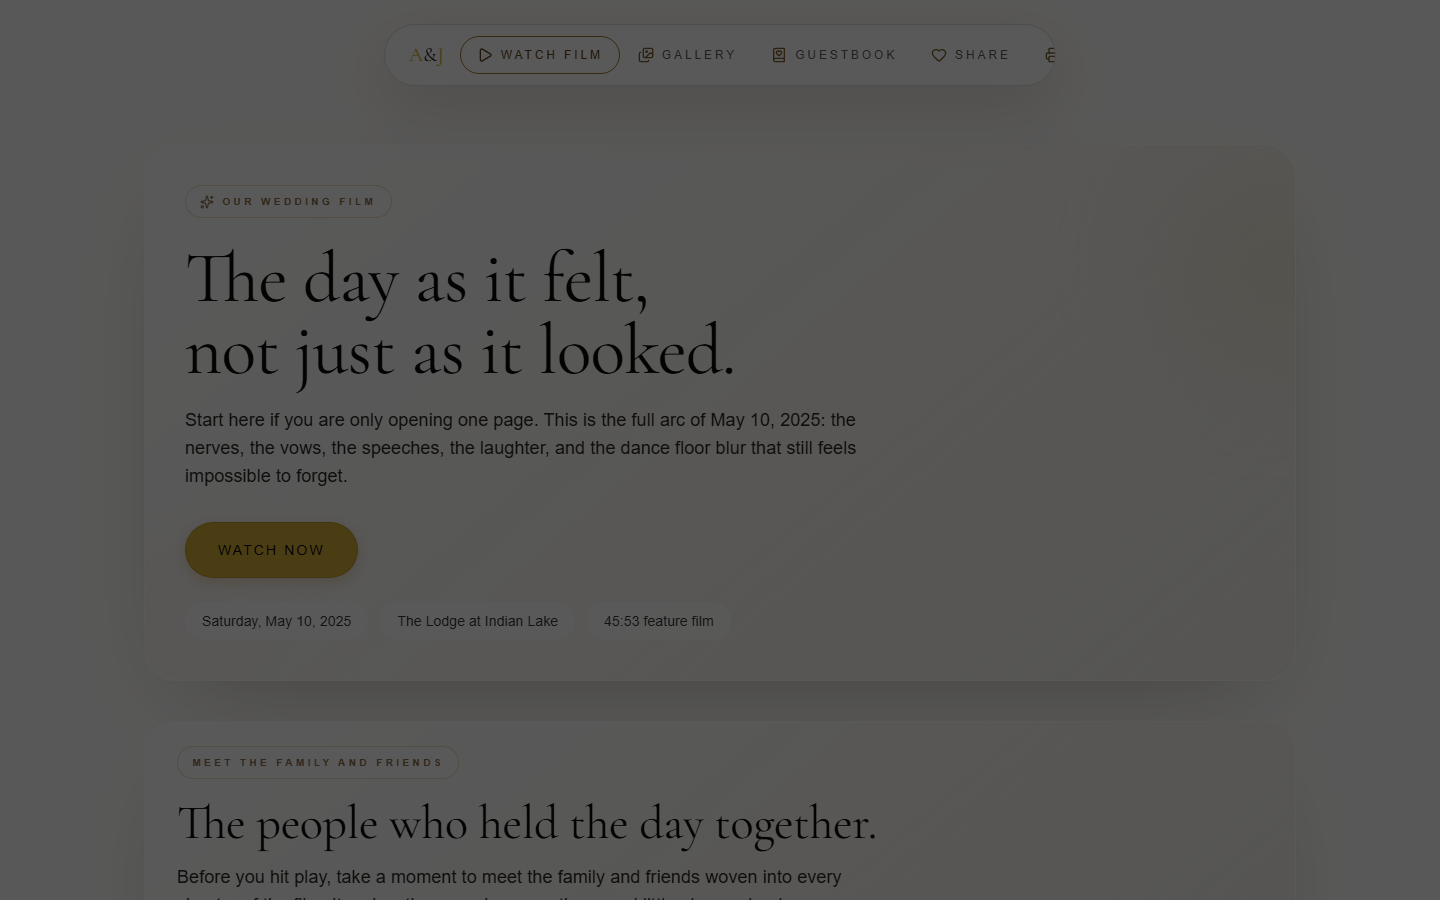 A&J
WATCH FILM
GALLERY
GUESTBOOK
SHARE
OUR WEDDING FILM
The day as it felt,
not just as it looked.
Start here if you are only opening one page. This is the full arc of May 10, 2025: the
nerves, the vows, the speeches, the laughter, and the dance floor blur that still feels
impossible to forget.
WATCH NOW
Saturday, May 10, 2025
The Lodge at Indian Lake
45:53 feature film
MEET THE FAMILY AND FRIENDS
The people who held the day together.
Before you hit play, take a moment to meet the family and friends woven into every